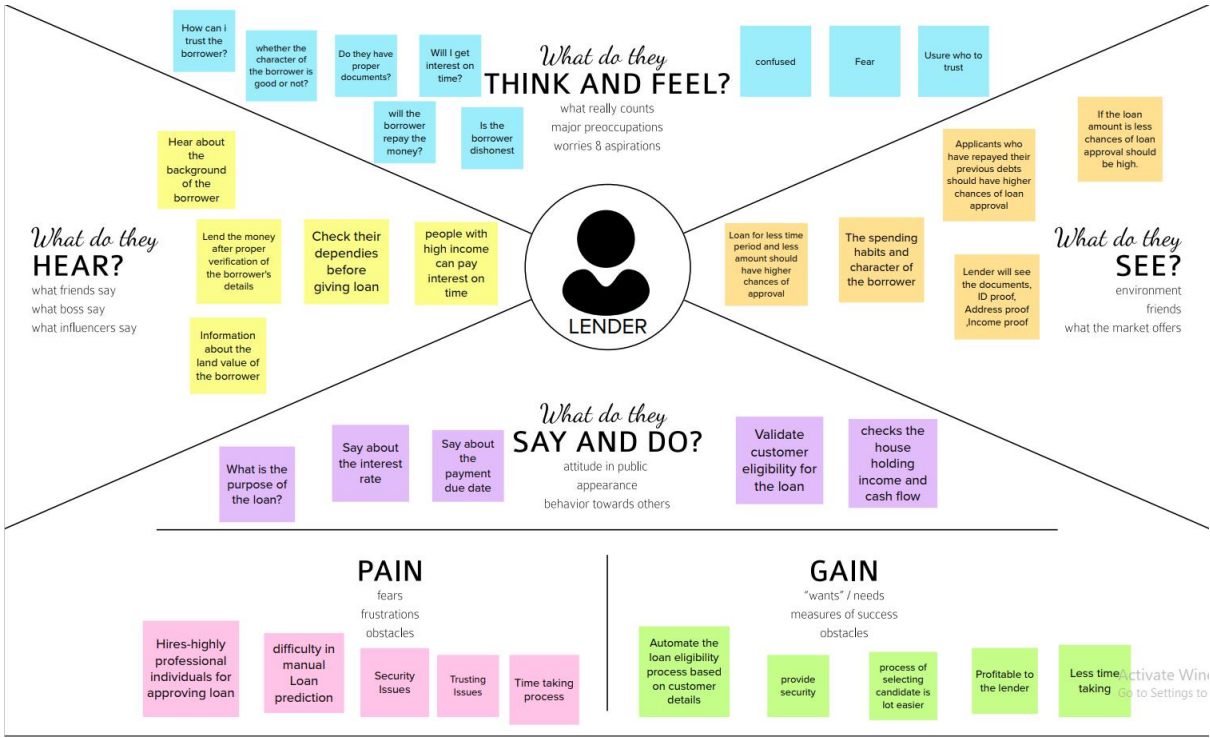 How can i
trust the
borrower?
whether the
character of
the borrower is
good or not?
Do they have
proper
documents?
Will I get
interest on
time?
will the
borrower
repay the
money?
Is the
borrower
dishonest
What do they
THINK AND FEEL?
what really counts
major preoccupations
worries & aspirations
confused
Fear
Usure who to
trust
Hear about
the
background
of the
borrower
Lend the money
after proper
verification of
the borrower's
details
Check their
dependies
before
giving loan
people with
high income
can pay
interest on
time
Information
about the
land value of
the borrower
What do they
HEAR?
what friends say
what boss say
what influencers say
LENDER
If the loan
amount is less
chances of loan
approval should
be high.
Applicants who
have repayed their
previous debts
should have higher
chances of loan
approval
Loan for less time
period and less
amount should
have higher
chances of
approval
The spending
habits and
character of
the borrower
Lender will see
the documents,
ID proof,
Address proof
,Income proof
What do they
SEE?
environment
friends
what the market offers
What do they
SAY AND DO?
attitude in public
appearance
behavior towards others
What is the
purpose of
the loan?
Say about
the interest
rate
Say about
the
payment
due date
Validate
customer
eligibility for
the loan
checks the
house
holding
income and
cash flow
PAIN
fears
frustrations
obstacles
Hires-highly
professional
individuals for
approving loan
difficulty in
manual
Loan
prediction
Security
Issues
Trusting
Issues
Time taking
process
GAIN
"wants" / needs
measures of success
obstacles
Automate the
loan eligibility
process based
on customer
details
provide
security
process of
selecting
candidate is
lot easier
Profitable to
the lender
Less time
taking
Activate Win
Go to Settings to